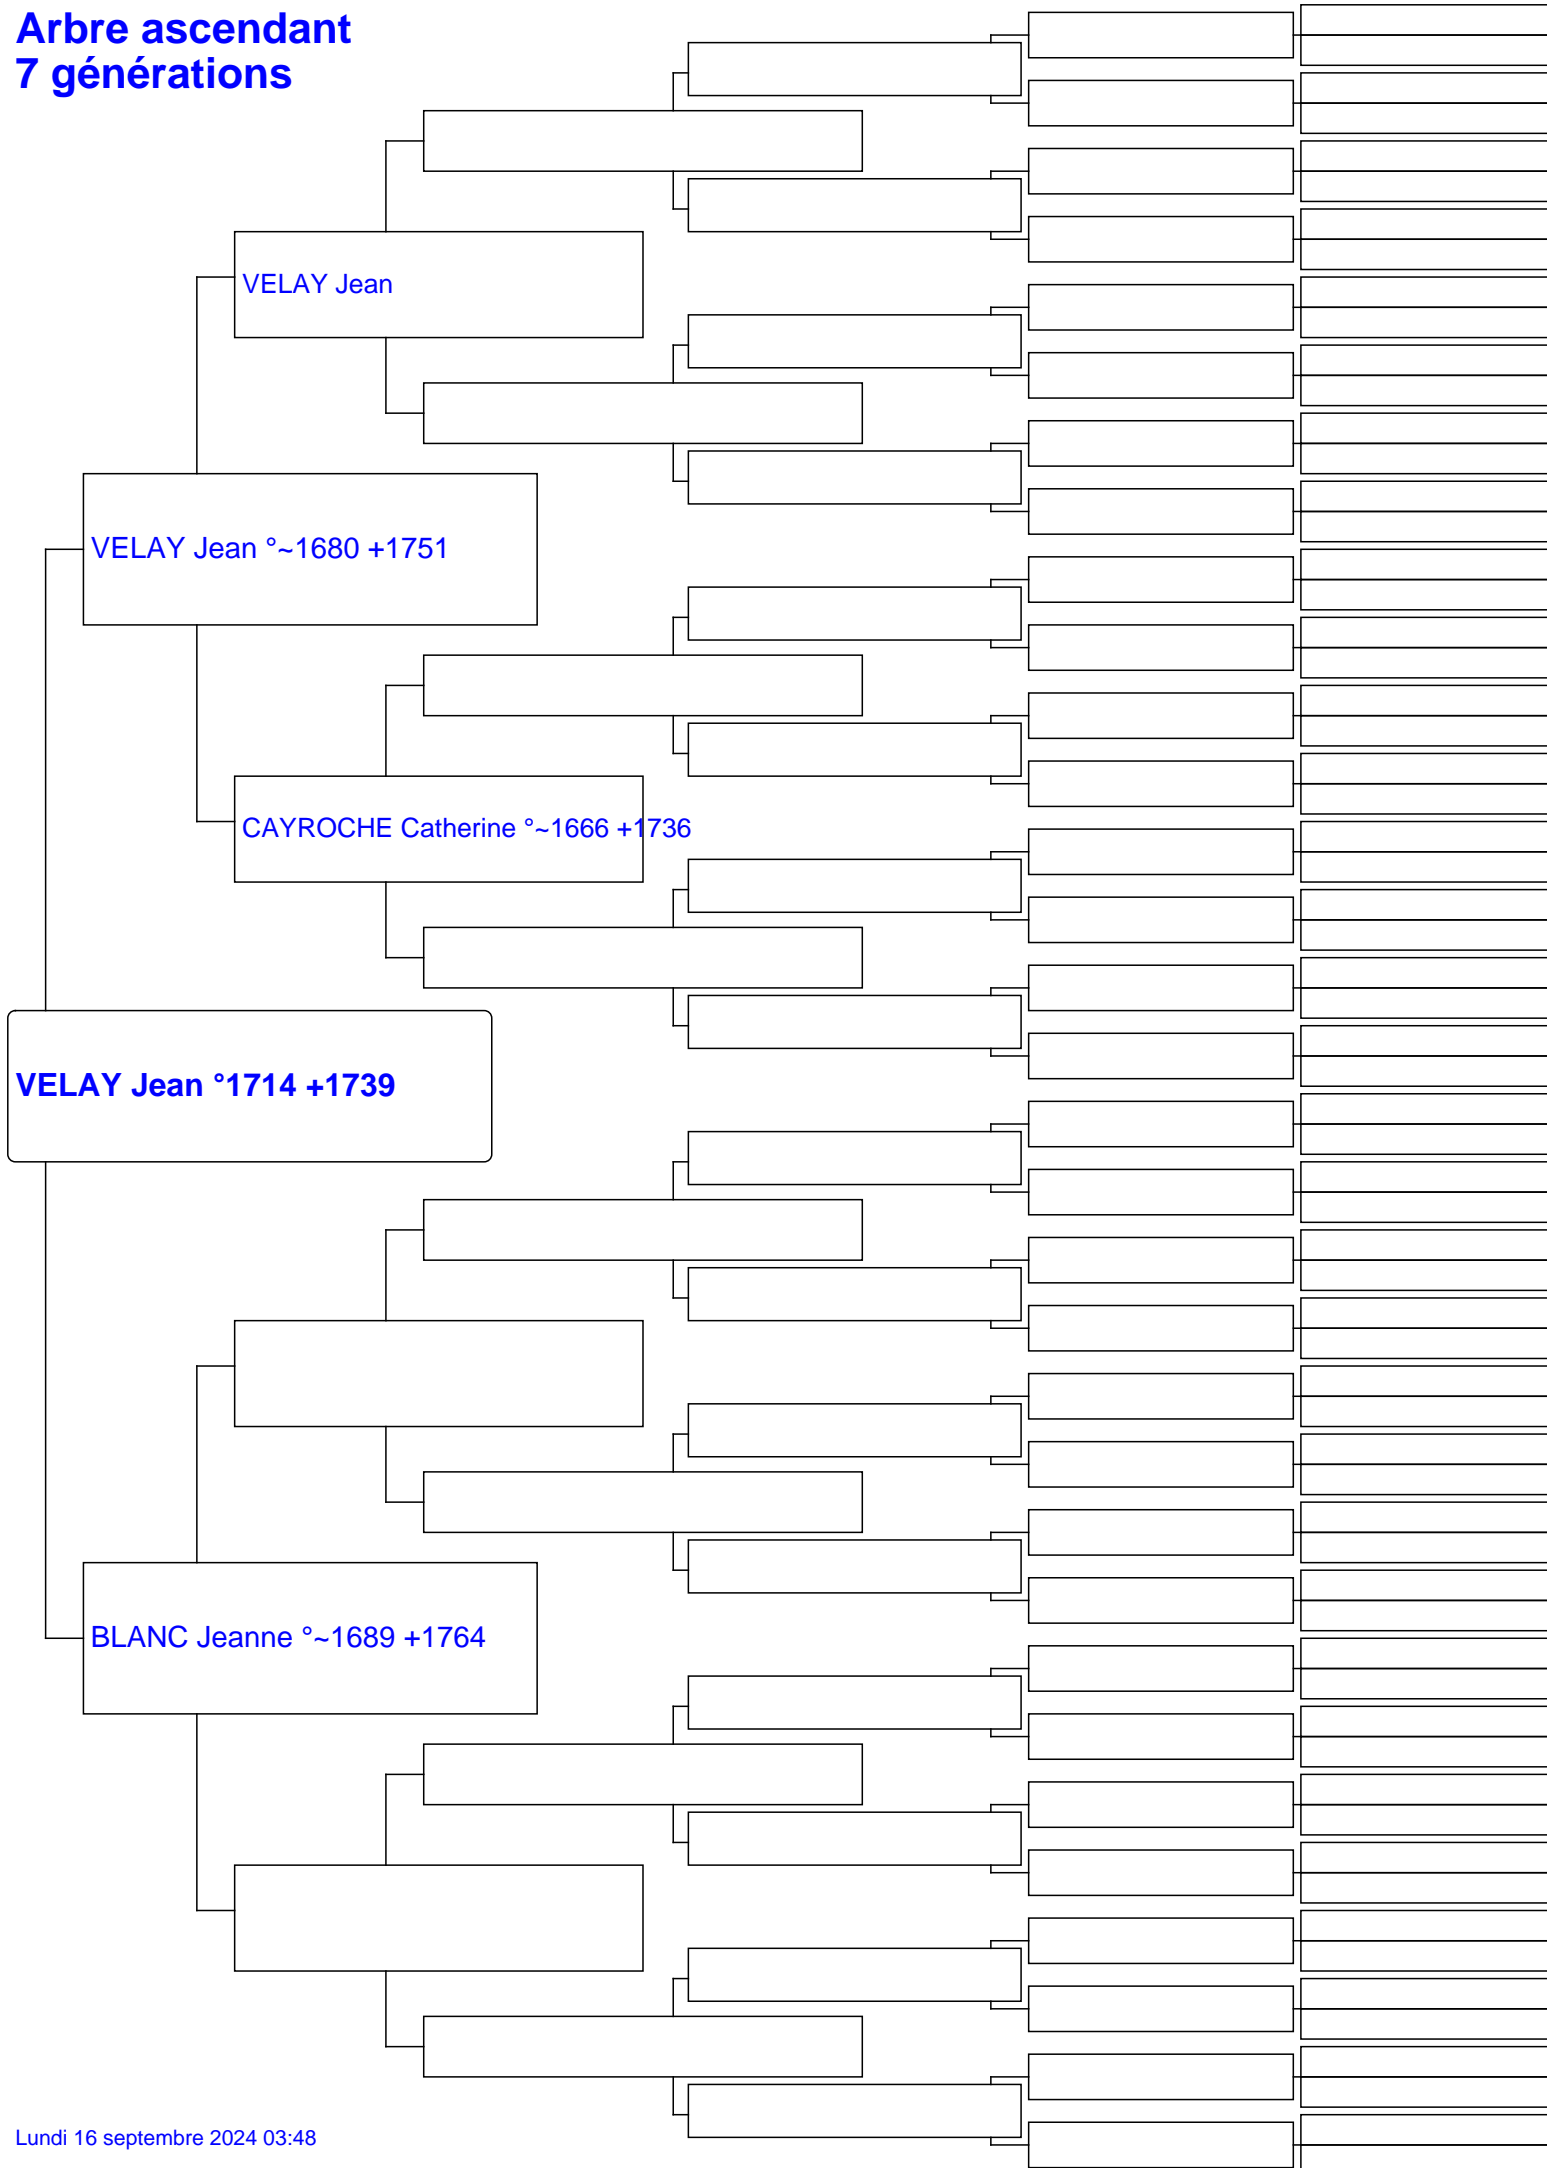 Arbre ascendant
7 générations
VELAY Jean
VELAY Jean °~1680 +1751
CAYROCHE Catherine °~1666 +1736
VELAY Jean °1714 +1739
BLANC Jeanne °~1689 +1764
Lundi 16 septembre 2024 03:48